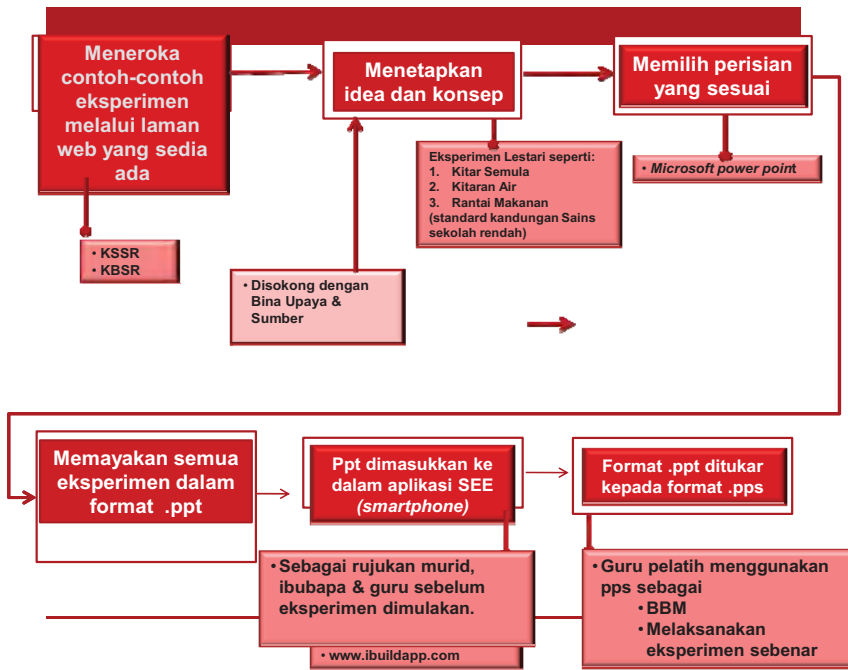 Meneroka
contoh-contoh
eksperimen
melalui laman
web yang sedia
ada
• KSSR
• KBSR
Menetapkan
idea dan konsep
Eksperimen Lestari seperti:
1. Kitar Semula
2. Kitaran Air
3. Rantai Makanan
(standard kandungan Sains
sekolah rendah)
• Disokong dengan
Bina Upaya &
Sumber
Memilih perisian
yang sesuai
• Microsoft power point
Memayakan semua
eksperimen dalam
format .ppt
Ppt dimasukkan ke
dalam aplikasi SEE
(smartphone)
• Sebagai rujukan murid,
ibubapa & guru sebelum
eksperimen dimulakan.
• www.ibuildapp.com
Format .ppt ditukar
kepada format .pps
• Guru pelatih menggunakan
pps sebagai
• BBM
• Melaksanakan
eksperimen sebenar